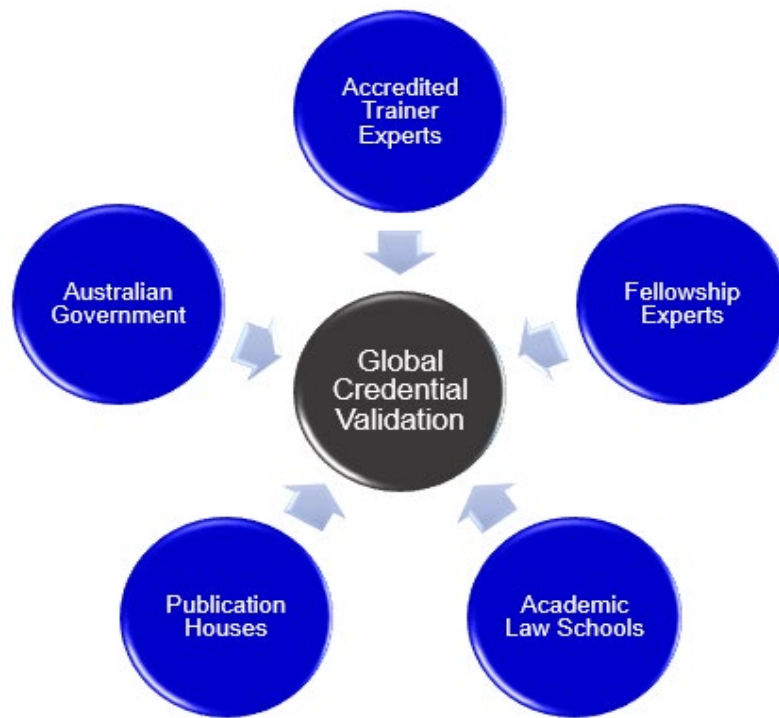 Accredited
Trainer
Experts
Australian
Government
Fellowship
Experts
Global
Credential
Validation
Publication
Houses
Academic
Law Schools